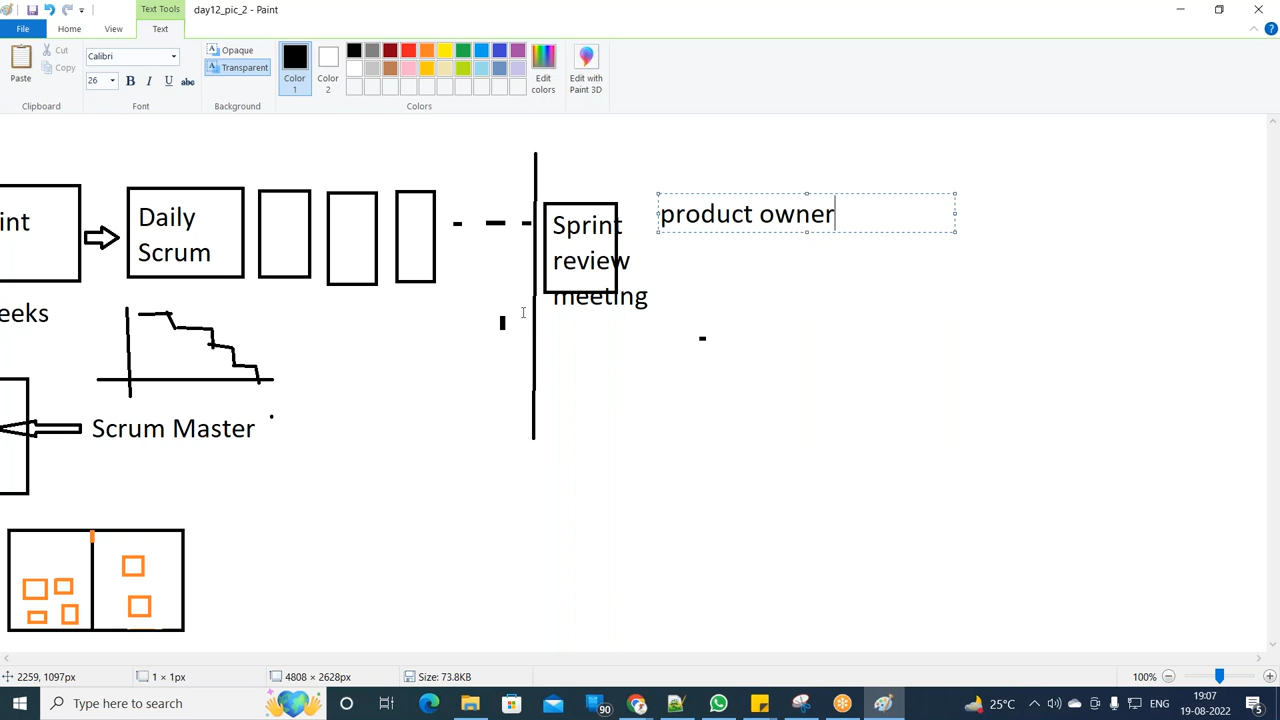 Text Tools
day12_pic_2 - Paint
File
Home
View
Text
Paste
Cut
Copy
Clipboard
Calibri
26
B I U abc
Font
Opaque
Transparent
Background
Color 1
Color 2
Colors
Edit colors
Edit with Paint 3D
int
Daily
Scrum
Sprint
review
meeting
product owner
eeks
Scrum Master
2259, 1097px
1 × 1px
4808 × 2628px
Size: 73.8KB
100%
Type here to search
90
25°C
ENG
19:07
19-08-2022
5